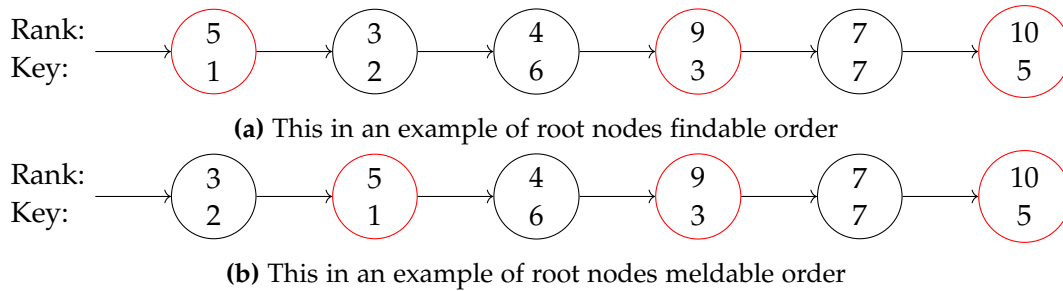 Rank: 5 3 4 9 7 10
Key: 1 2 6 3 7 5
(a) This in an example of root nodes findable order
Rank: 3 5 4 9 7 10
Key: 2 1 6 3 7 5
(b) This in an example of root nodes meldable order